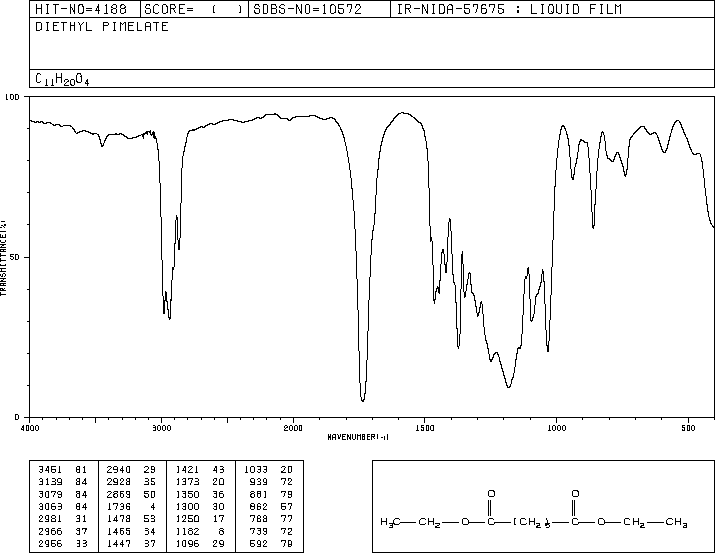 HIT-NO=4188 SCORE= ( ) SDBS-NO=10572 IR-NIDA-57675 : LIQUID FILM
DIETHYL PIMELATE
C11H20O4
100
50
0
TRANSMITTANCE(%)
4000 3000 2000 1500 1000 500
WAVENUMBER(-1)
3461 81 2940 29 1421 43 1033 20
3139 84 2928 35 1373 20 939 72
3079 84 2869 50 1350 36 881 79
3063 84 1736 4 1300 30 862 57
2981 31 1478 53 1250 17 788 77
2966 37 1465 34 1182 8 739 72
2956 33 1447 37 1096 29 592 79
O O
H3C—CH2—O—C—(CH2)5—C—O—CH2—CH3